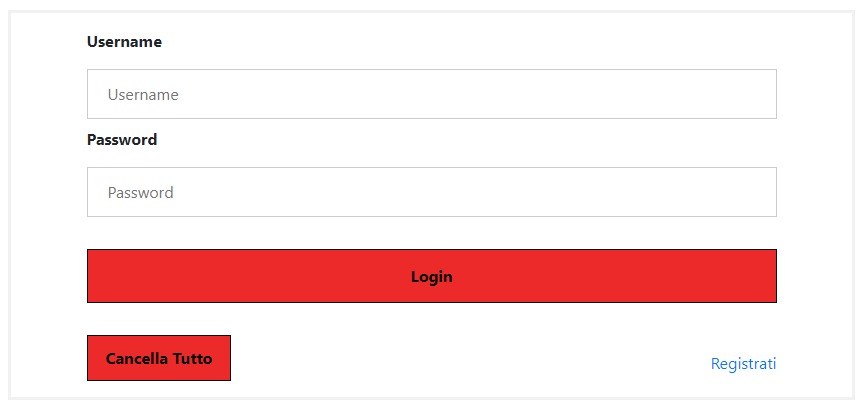 Username
Username
Password
Password
Login
Cancella Tutto
Registrati